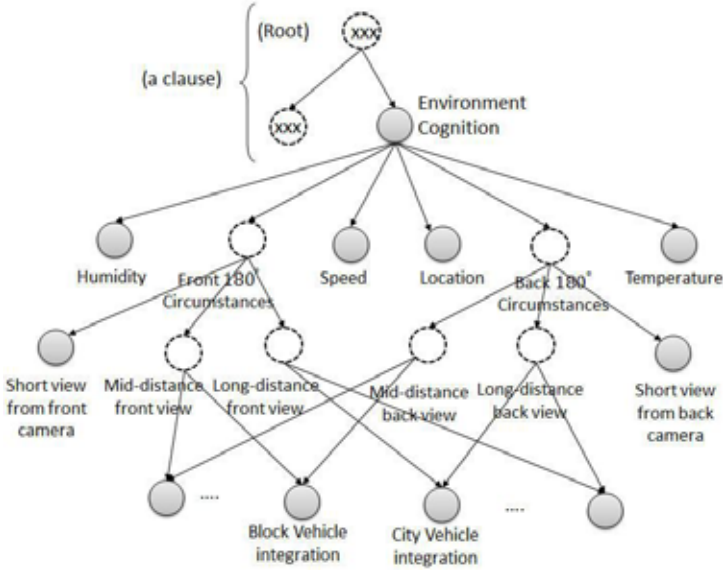 (Root)
xxx
(a clause)
xxx
Environment
Cognition
Humidity
Front 180°
Circumstances
Speed
Location
Back 180°
Circumstances
Temperature
Short view
from front
camera
Mid-distance
front view
Long-distance
front view
Mid-distance
back view
Long-distance
back view
Short view
from back
camera
....
Block Vehicle
integration
City Vehicle
integration
....